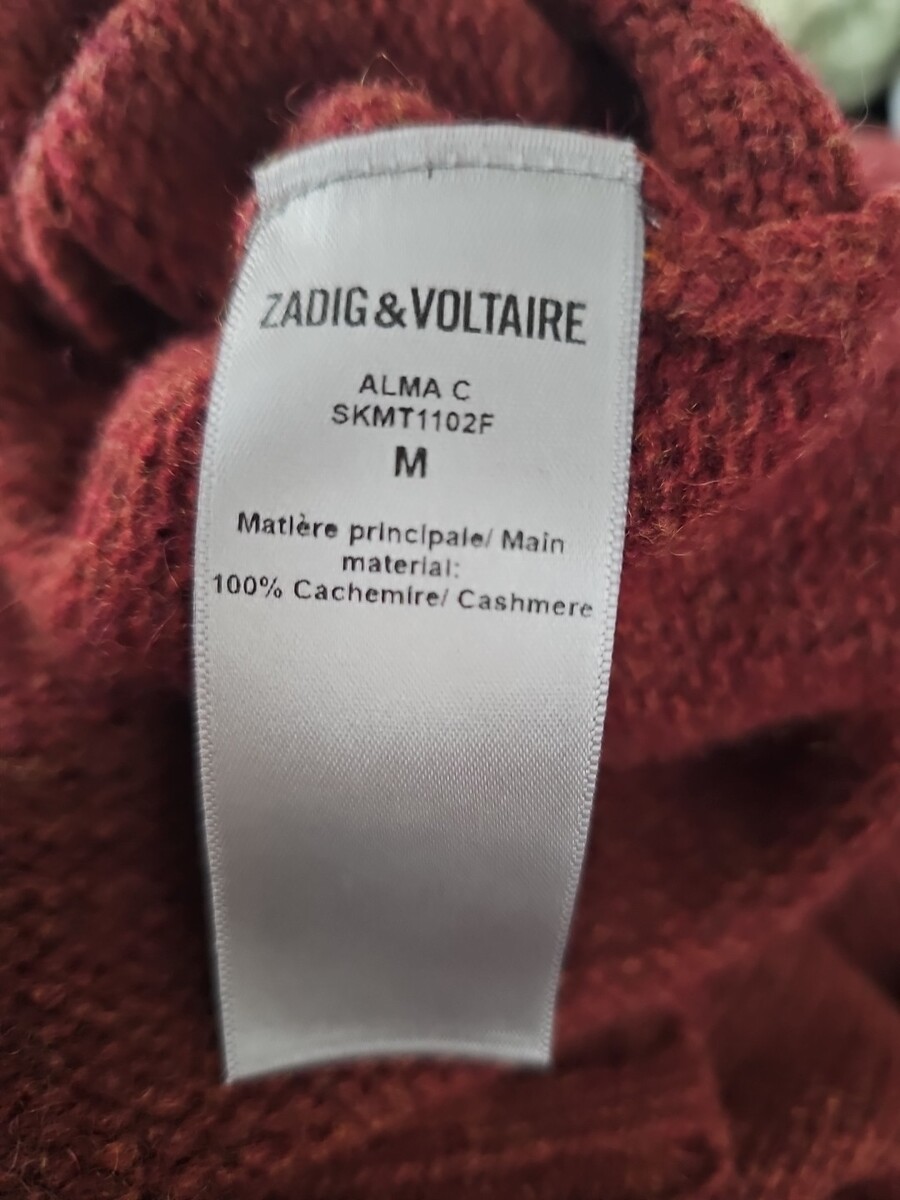 ZADIG&VOLTAIRE
ALMA C
SKMT1102F
M
Matière principale/ Main
material:
100% Cachemire/ Cashmere